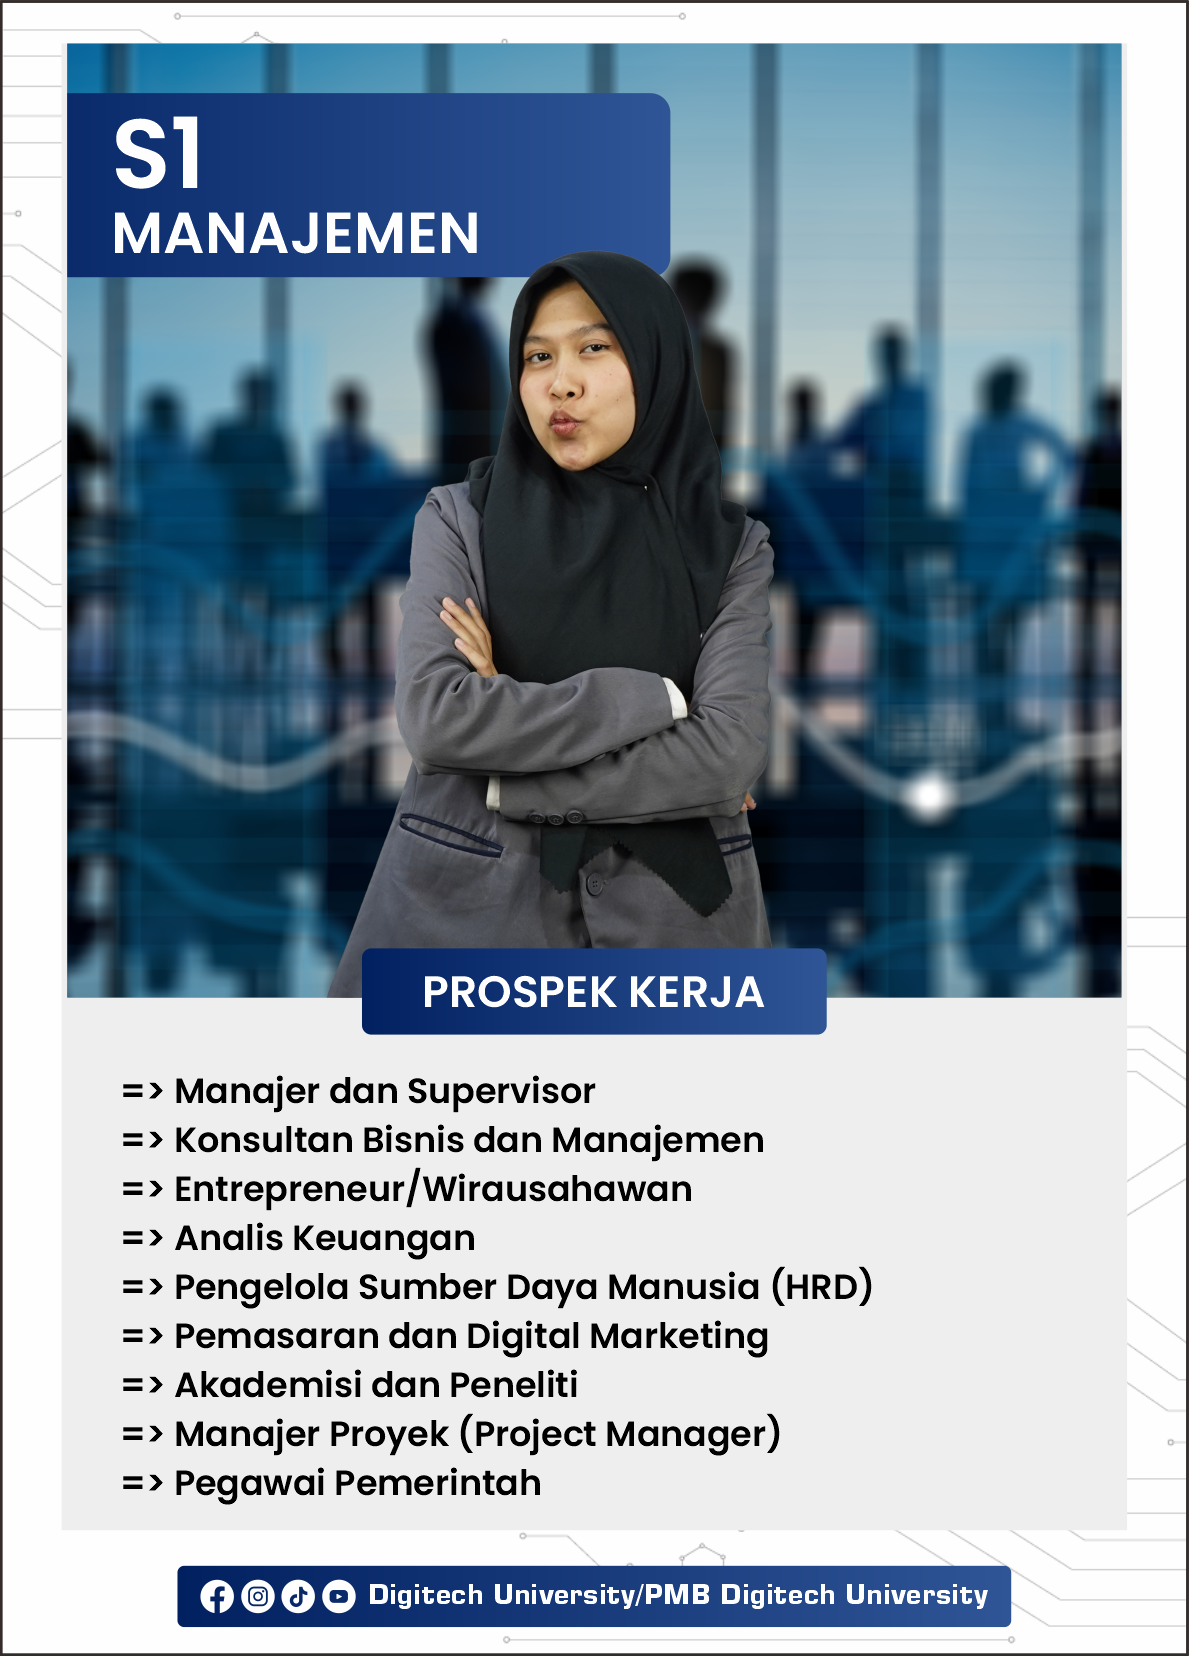 S1
MANAJEMEN
PROSPEK KERJA
=> Manajer dan Supervisor
=> Konsultan Bisnis dan Manajemen
=> Entrepreneur/Wirausahawan
=> Analis Keuangan
=> Pengelola Sumber Daya Manusia (HRD)
=> Pemasaran dan Digital Marketing
=> Akademisi dan Peneliti
=> Manajer Proyek (Project Manager)
=> Pegawai Pemerintah
Digitech University/PMB Digitech University